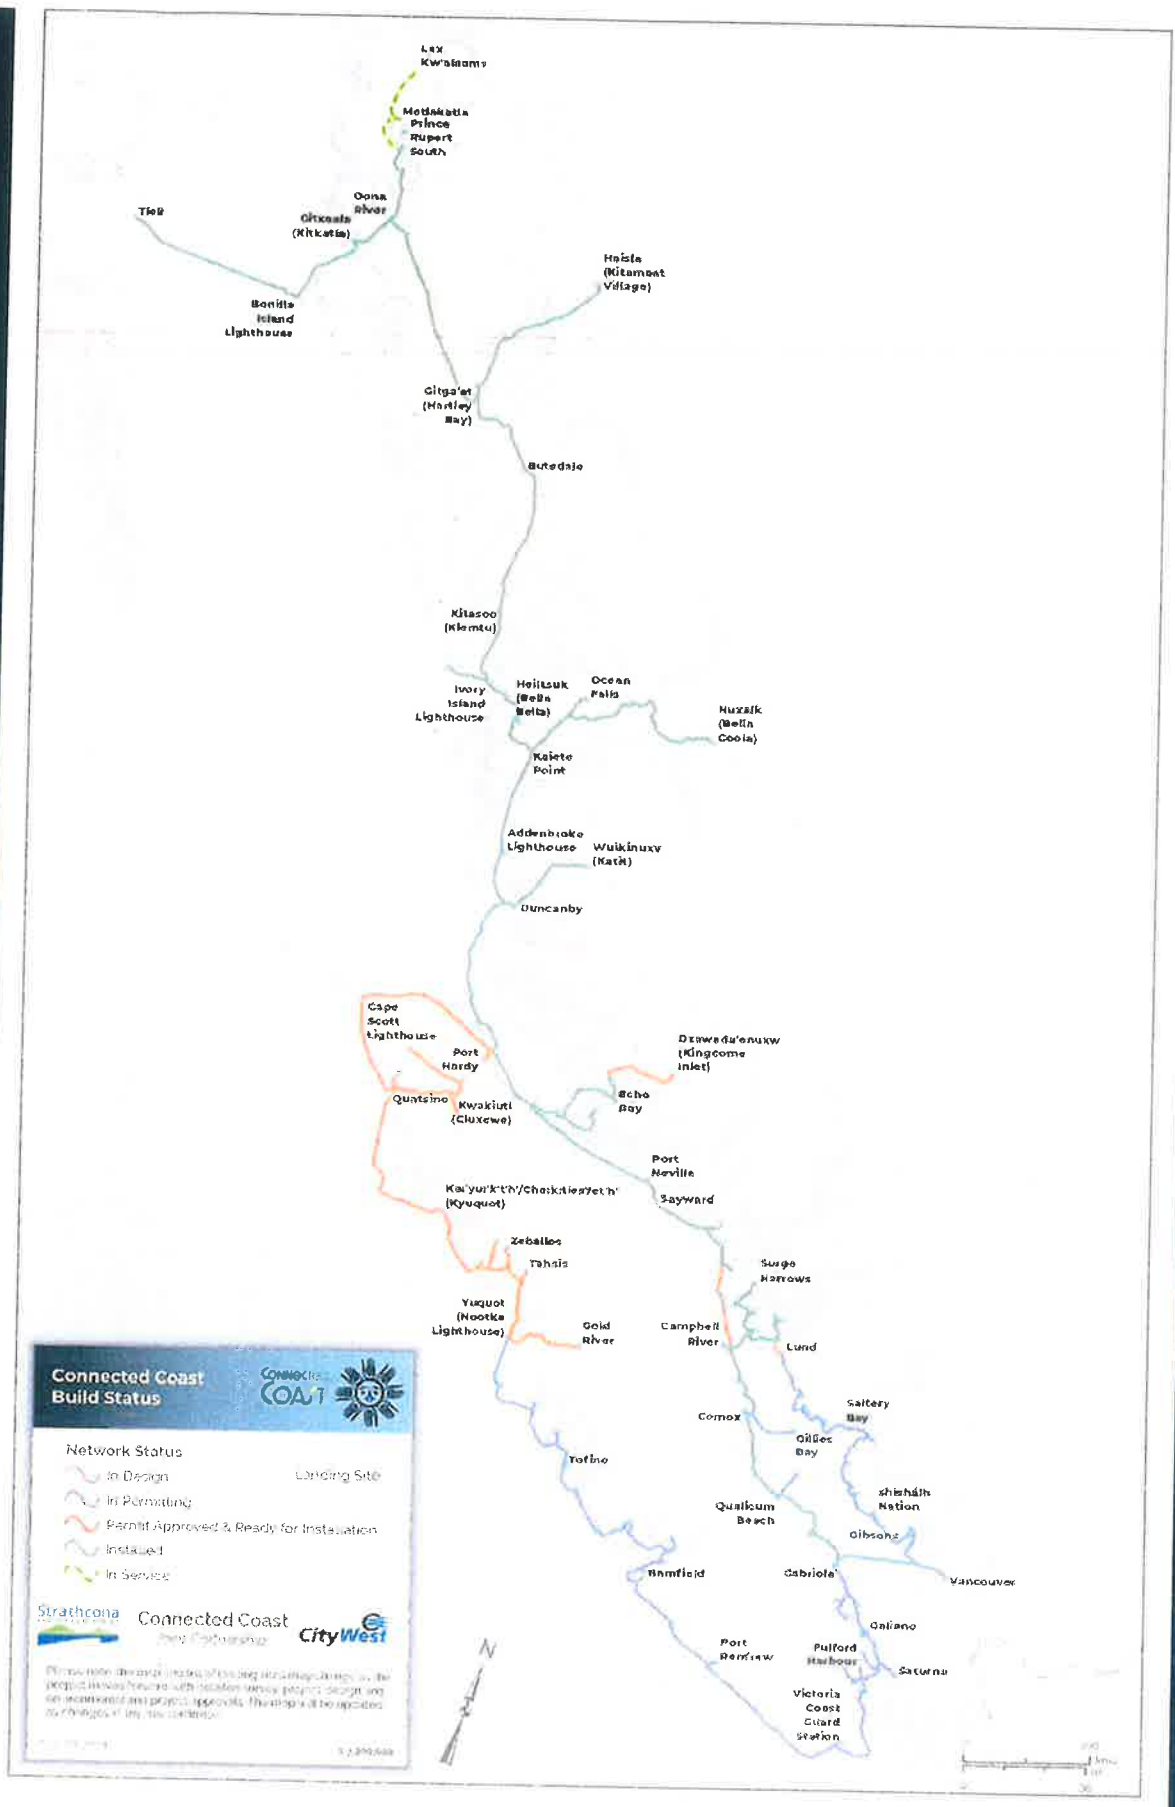 Lax
Kw'alaams
Metlakatla
Prince
Rupert
South
Oona
River
Tlell
Gitxaala
(Kitkatla)
Haisla
(Kitamaat
Village)
Bonilla
Island
Lighthouse
Gitga'at
(Hartley
Bay)
Butedale
Kitasoo
(Klemtu)
Ivory
Island
Lighthouse
Heiltsuk
(Bella
Bella)
Ocean
Falls
Nuxalk
(Bella
Coola)
Kaiete
Point
Addenbroke
Lighthouse
Wuikinuxv
(Katit)
Duncanby
Cape
Scott
Lighthouse
Port
Hardy
Dzawada'enuxw
(Kingcome
Inlet)
Quatsino
Kwakiutl
(Cluxewe)
Echo
Bay
Port
Neville
Sayward
(Kyuquot)
Zeballos
Tahsis
Surge
Narrows
Yuquot
(Nootka
Lighthouse)
Gold
River
Campbell
River
Lund
Comox
Saltery
Bay
Gillies
Bay
Tofino
Qualicum
Beach
shíshálh
Nation
Gibsons
Bamfield
Gabriola
Vancouver
Galiano
Port
Renfrew
Fulford
Harbour
Saturna
Victoria
Coast
Guard
Station
Connected Coast
Build Status
CONNECTED
COAST
Network Status
In Design
Landing Site
In Permitting
Permit Approved & Ready for Installation
Installed
In Service
Strathcona
Connected Coast
Joint Partnership
CityWest
N